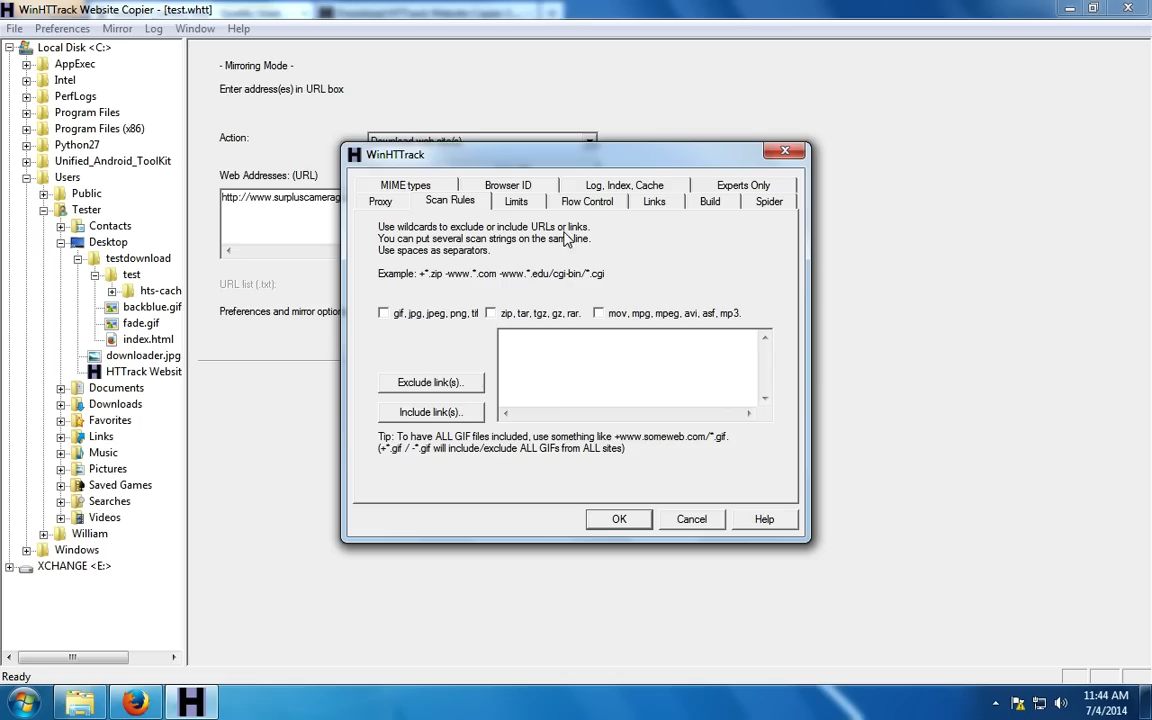 WinHTTrack Website Copier - [test.whtt]
File Preferences Mirror Log Window Help
Local Disk <C:>
AppExec
Intel
PerfLogs
Program Files
Program Files (x86)
Python27
Unified_Android_ToolKit
Users
Public
Tester
Contacts
Desktop
testdownload
test
hts-cach
backblue.gif
fade.gif
index.html
downloader.jpg
HTTrack Websit
Documents
Downloads
Favorites
Links
Music
Pictures
Saved Games
Searches
Videos
William
Windows
XCHANGE <E:>
- Mirroring Mode -
Enter address(es) in URL box
Action:
Download web site(s)
Web Addresses: (URL)
http://www.surpluscamerag
URL list (.txt):
Preferences and mirror option
WinHTTrack
MIME types Browser ID Log, Index, Cache Experts Only
Proxy Scan Rules Limits Flow Control Links Build Spider
Use wildcards to exclude or include URLs or links.
You can put several scan strings on the same line.
Use spaces as separators.
Example: +*.zip -www.*.com -www.*.edu/cgi-bin/*.cgi
gif, jpg, jpeg, png, tif zip, tar, tgz, gz, rar. mov, mpg, mpeg, avi, asf, mp3.
Exclude link(s)..
Include link(s)..
Tip: To have ALL GIF files included, use something like +www.someweb.com/*.gif.
(+*.gif / -*.gif will include/exclude ALL GIFs from ALL sites)
OK Cancel Help
Ready
11:44 AM
7/4/2014